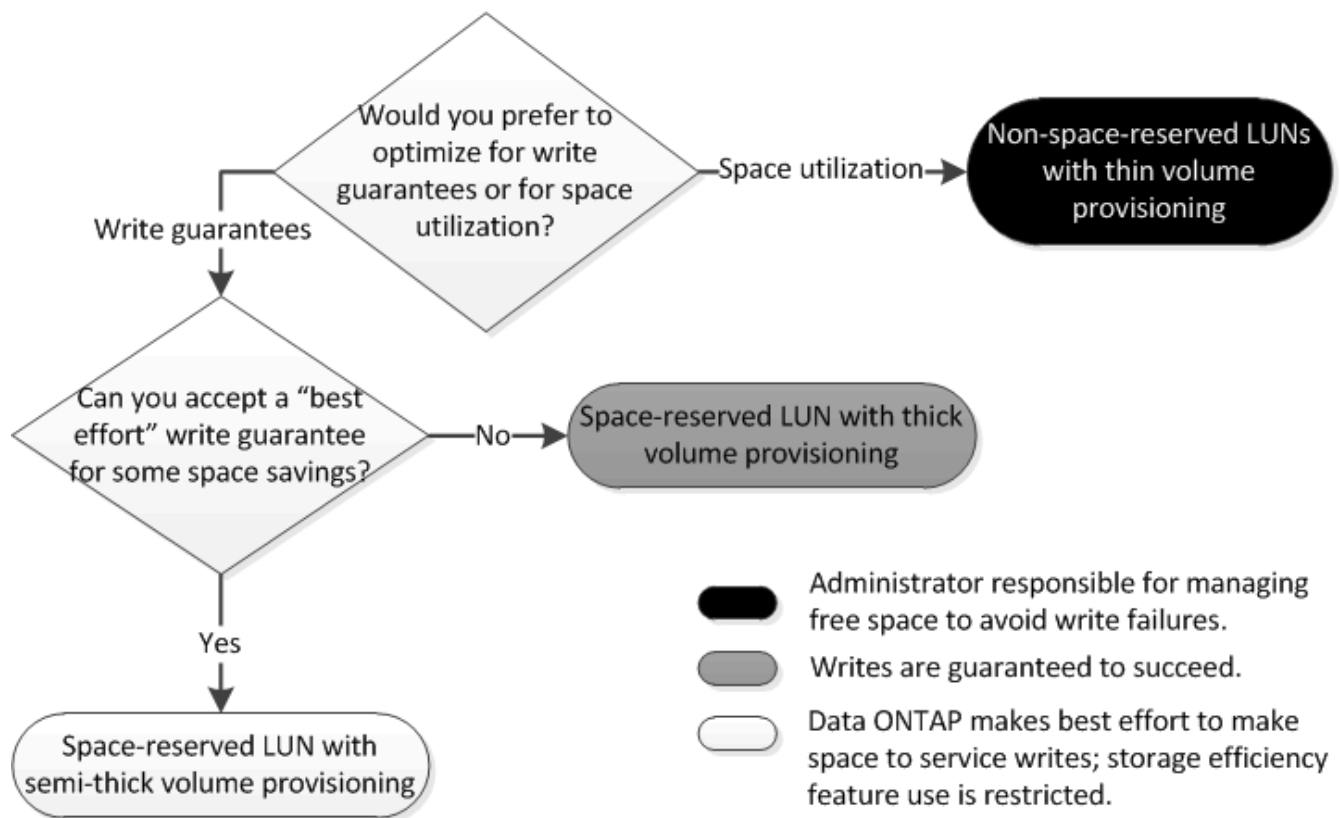 Would you prefer to
optimize for write
guarantees or for space
utilization?
Space utilization
Non-space-reserved LUNs
with thin volume
provisioning
Write guarantees
Can you accept a “best
effort” write guarantee
for some space savings?
No
Space-reserved LUN with thick
volume provisioning
Yes
Space-reserved LUN with
semi-thick volume provisioning
Administrator responsible for managing
free space to avoid write failures.
Writes are guaranteed to succeed.
Data ONTAP makes best effort to make
space to service writes; storage efficiency
feature use is restricted.